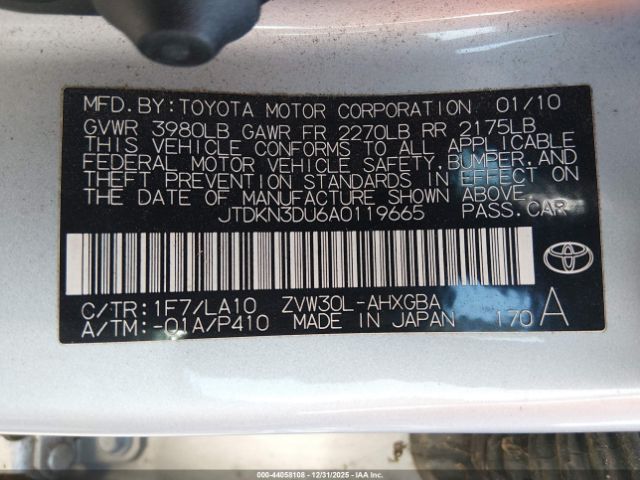 MFD. BY: TOYOTA MOTOR CORPORATION 01/10
GVWR 3980LB GAWR FR 2270LB RR 2175LB
THIS VEHICLE CONFORMS TO ALL APPLICABLE
FEDERAL MOTOR VEHICLE SAFETY, BUMPER, AND
THEFT PREVENTION STANDARDS IN EFFECT ON
THE DATE OF MANUFACTURE SHOWN ABOVE.
JTDKN3DU6A0119665 PASS. CAR
C/TR: 1F7/LA10 ZVW30L-AHXGBA
A/TM: -01A/P410 MADE IN JAPAN 170 A
000-44058108 - 12/31/2025 - IAAI.COM